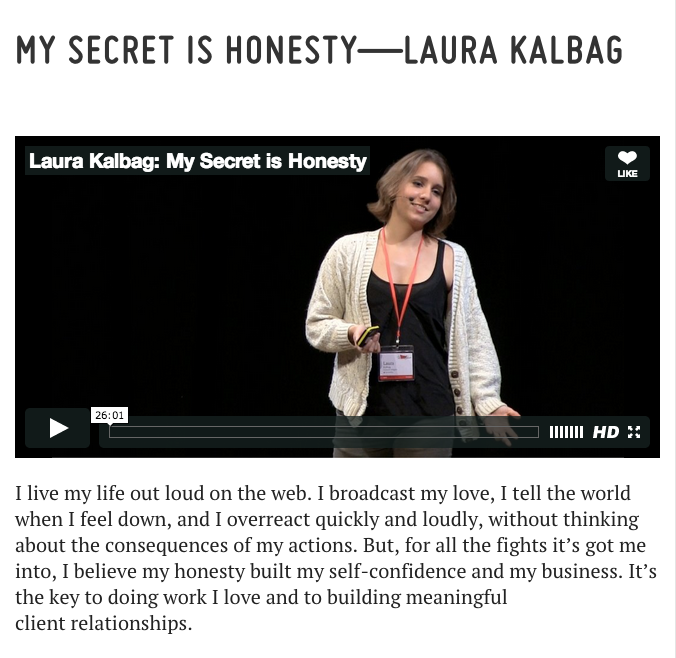 MY SECRET IS HONESTY—LAURA KALBAG
Laura Kalbag: My Secret is Honesty
LIKE
26:01
HD
I live my life out loud on the web. I broadcast my love, I tell the world
when I feel down, and I overreact quickly and loudly, without thinking
about the consequences of my actions. But, for all the fights it’s got me
into, I believe my honesty built my self-confidence and my business. It’s
the key to doing work I love and to building meaningful
client relationships.